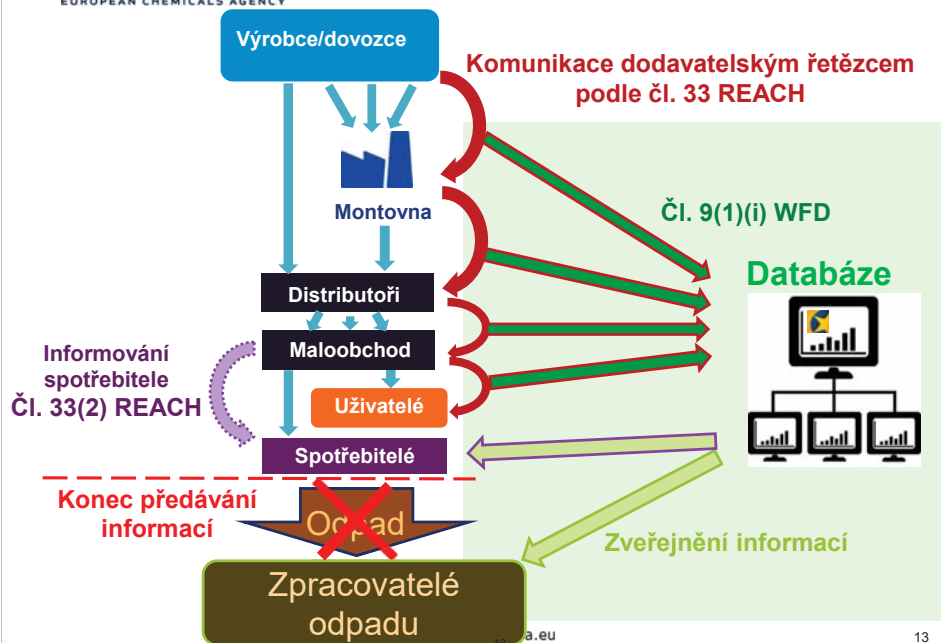 EUROPEAN CHEMICALS AGENCY
Výrobce/dovozce
Komunikace dodavatelským řetězcem
podle čl. 33 REACH
Montovna
Čl. 9(1)(i) WFD
Databáze
Distributoři
Maloobchod
Informování
spotřebitele
Čl. 33(2) REACH
Uživatelé
Spotřebitelé
Konec předávání
informací
Odpad
Zveřejnění informací
Zpracovatelé
odpadu
a.eu
13